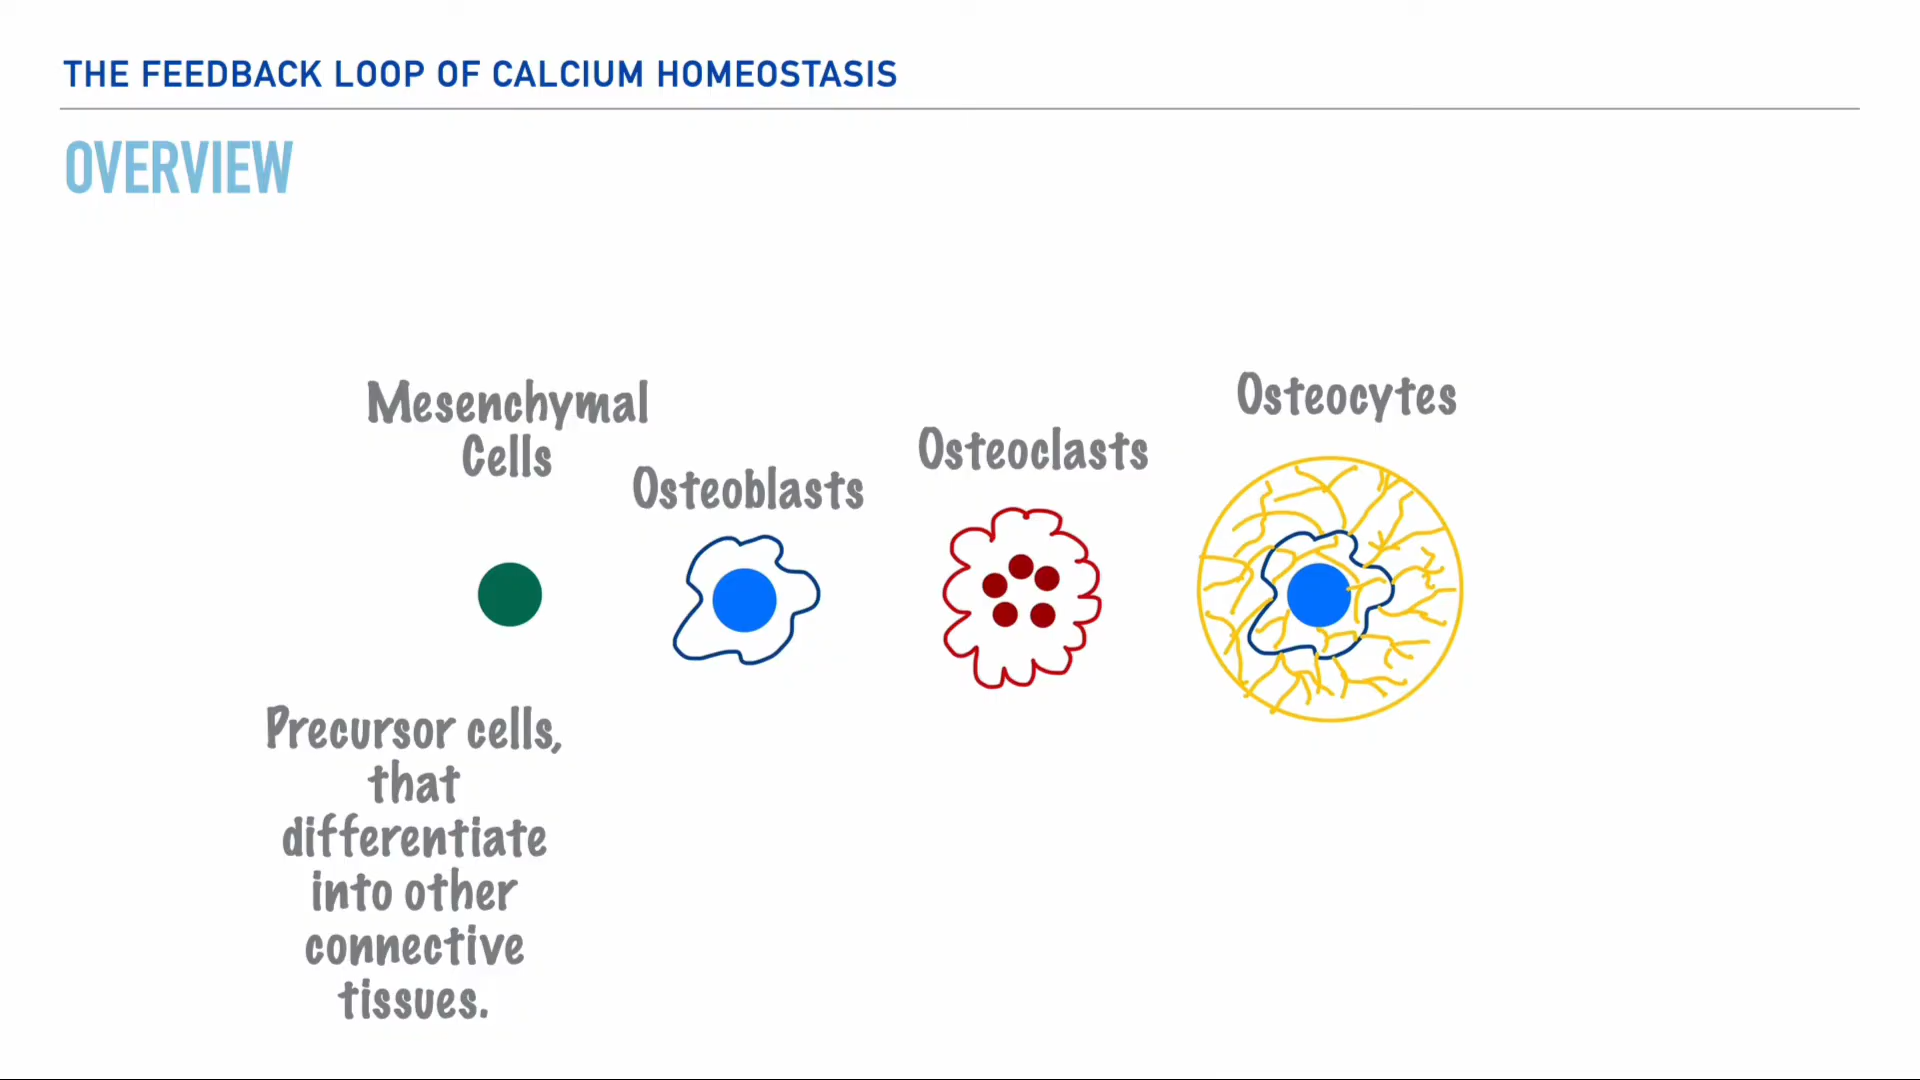 THE FEEDBACK LOOP OF CALCIUM HOMEOSTASIS
OVERVIEW
Mesenchymal
Cells
Osteoblasts
Osteoclasts
Osteocytes
Precursor cells,
that
differentiate
into other
connective
tissues.